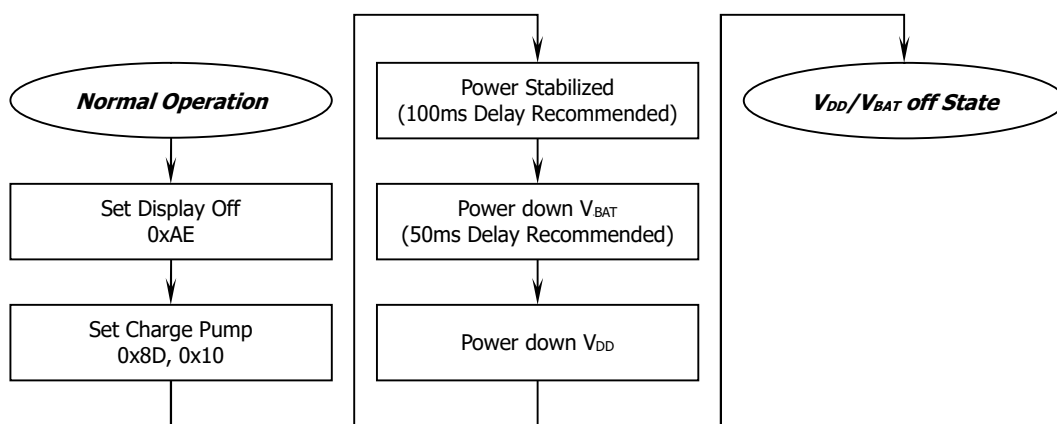 Normal Operation
Set Display Off
0xAE
Set Charge Pump
0x8D, 0x10
Power Stabilized
(100ms Delay Recommended)
Power down VBAT
(50ms Delay Recommended)
Power down VDD
VDD/VBAT off State